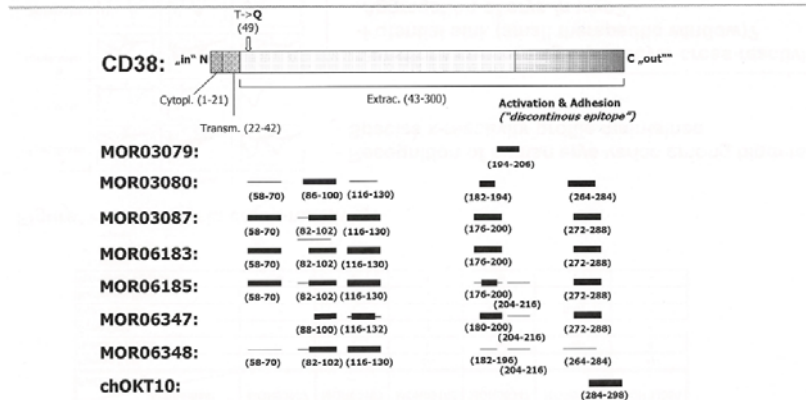 T->Q
(49)
CD38: „in" N C „out""
Cytopl. (1-21) Extrac. (43-300)
Transm. (22-42)
Activation & Adhesion
("discontinous epitope")
MOR03079:
(194-206)
MOR03080:
(58-70) (86-100) (116-130) (182-194) (264-284)
MOR03087:
(58-70) (82-102) (116-130) (176-200) (272-288)
MOR06183:
(58-70) (82-102) (116-130) (176-200) (272-288)
MOR06185:
(58-70) (82-102) (116-130) (176-200) (272-288)
(204-216)
MOR06347:
(88-100) (116-132) (180-200) (272-288)
(204-216)
MOR06348:
(58-70) (82-102) (116-130) (182-196) (264-284)
(204-216)
chOKT10:
(284-298)